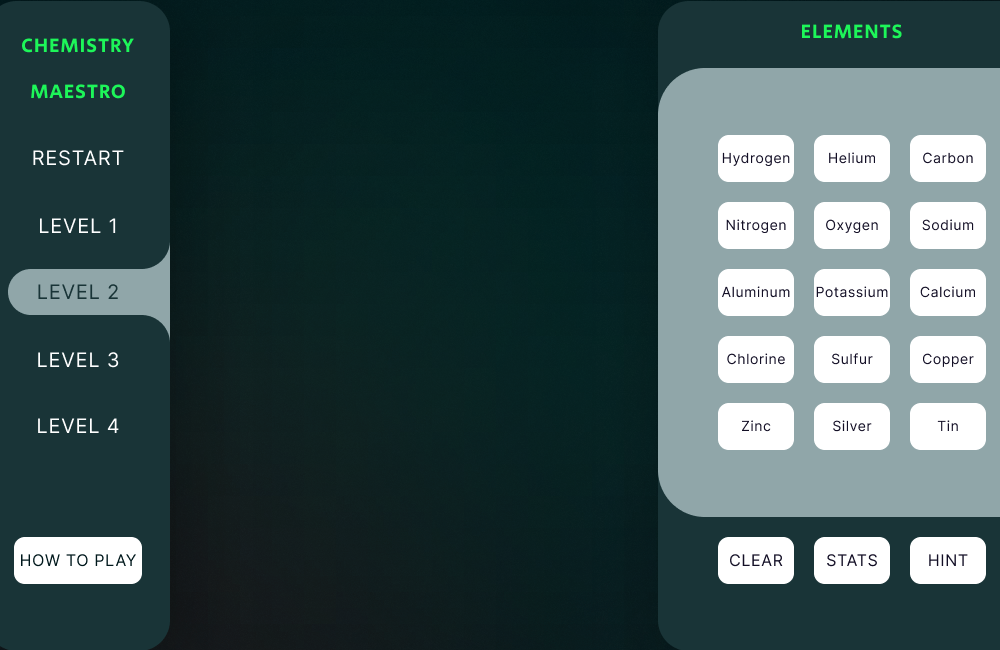 CHEMISTRY
MAESTRO
RESTART
LEVEL 1
LEVEL 2
LEVEL 3
LEVEL 4
HOW TO PLAY
ELEMENTS
Hydrogen Helium Carbon
Nitrogen Oxygen Sodium
Aluminum Potassium Calcium
Chlorine Sulfur Copper
Zinc Silver Tin
CLEAR STATS HINT